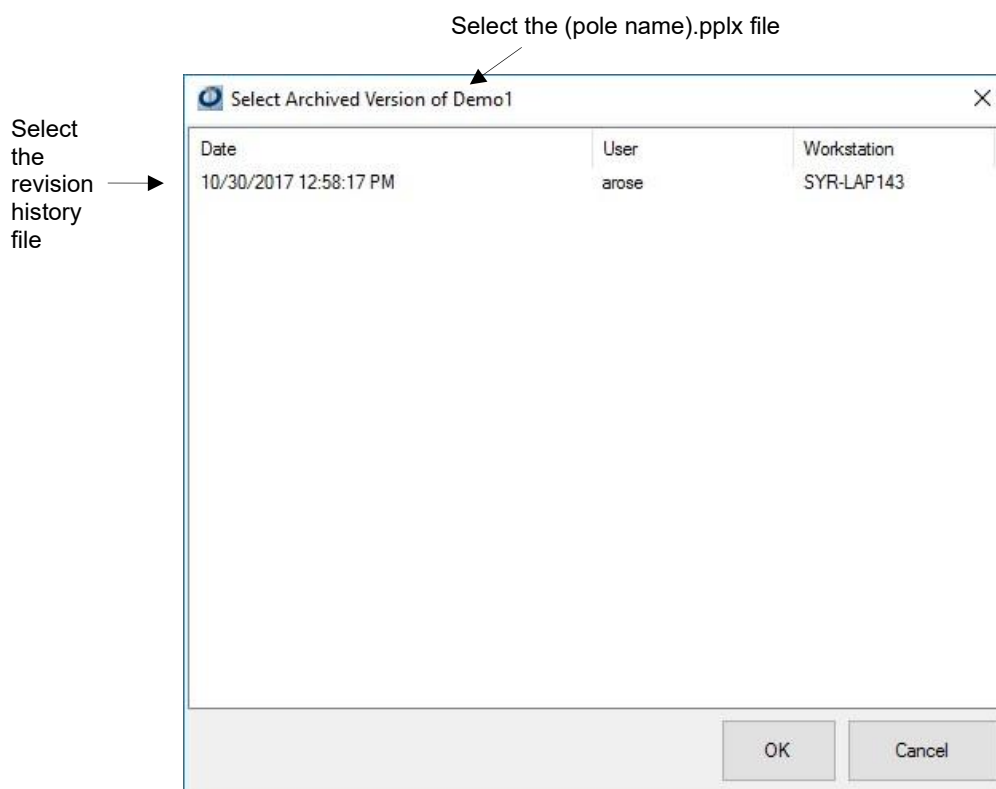 Select the (pole name).pplx file
Select Archived Version of Demo1
Select
the
revision
history
file
Date User Workstation
10/30/2017 12:58:17 PM arose SYR-LAP143
OK Cancel